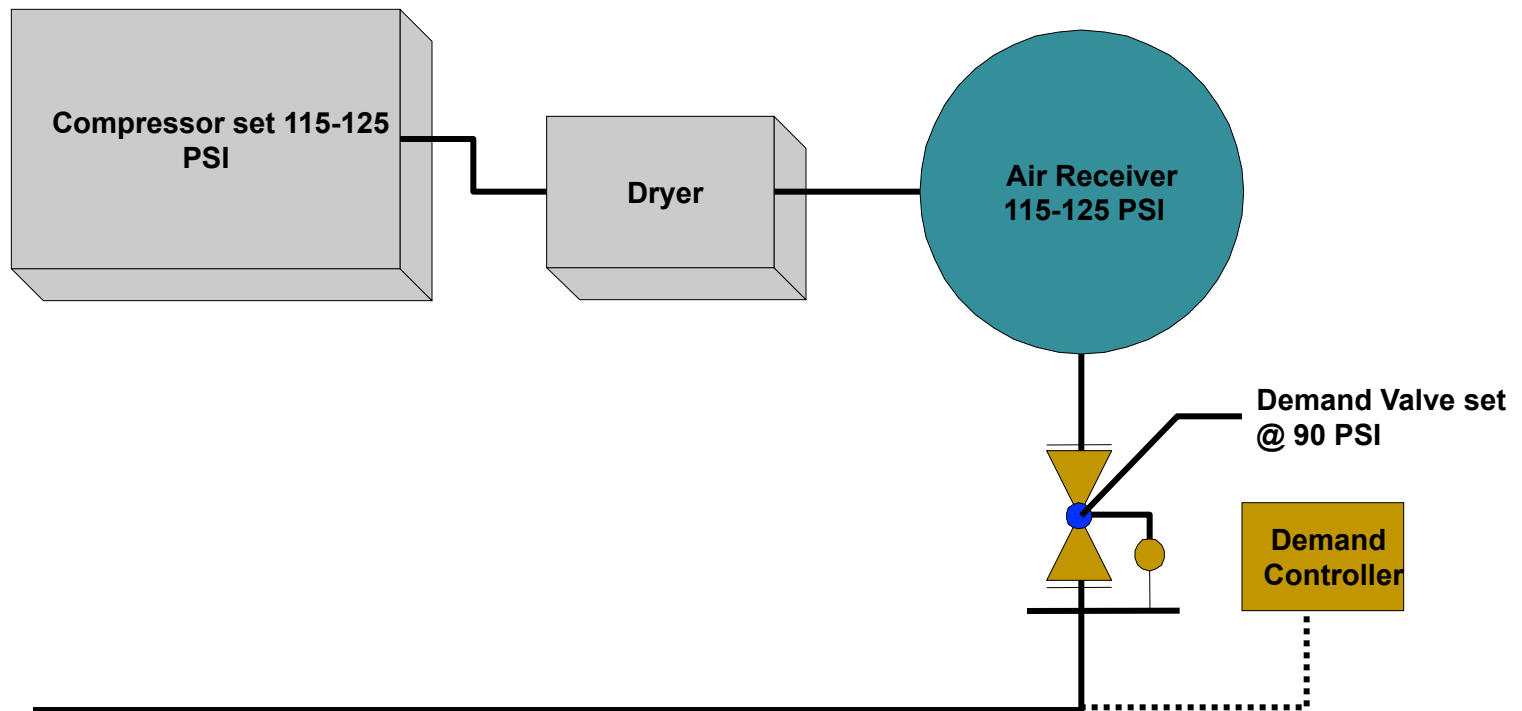 Compressor set 115-125
PSI
Dryer
Air Receiver
115-125 PSI
Demand Valve set
@ 90 PSI
Demand
Controller